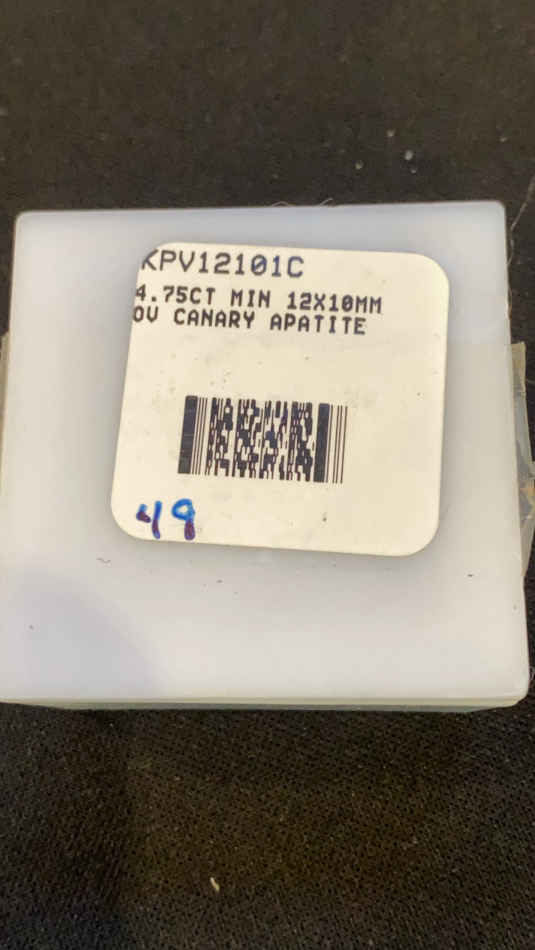 KPV12101C
4.75CT MIN 12X10MM
OV CANARY APATITE
49